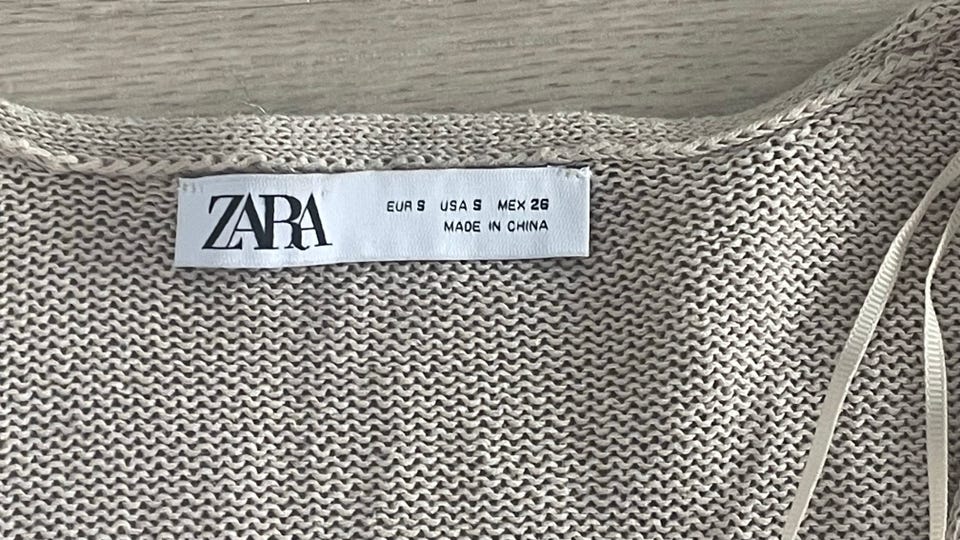 ZARA
EUR S USA S MEX 26
MADE IN CHINA